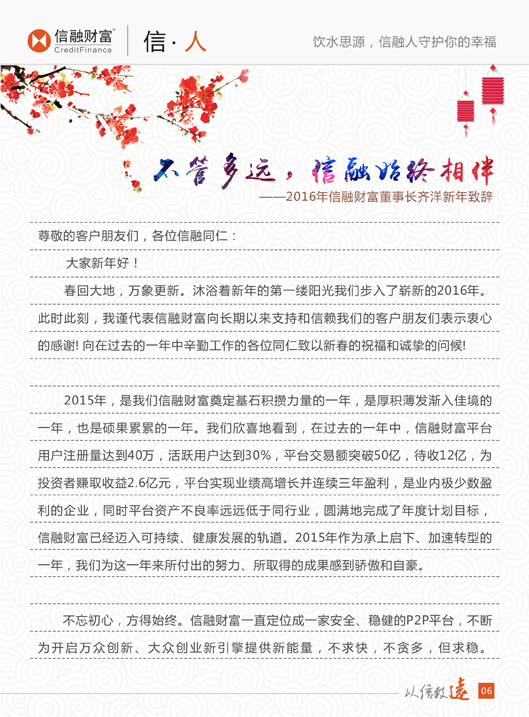 信融财富®
CreditFinance
信·人
饮水思源，信融人守护你的幸福
不管多远，信融始终相伴
——2016年信融财富董事长齐洋新年致辞
尊敬的客户朋友们，各位信融同仁：
大家新年好！
春回大地，万象更新。沐浴着新年的第一缕阳光我们步入了崭新的2016年。
此时此刻，我谨代表信融财富向长期以来支持和信赖我们的客户朋友们表示衷心
的感谢! 向在过去的一年中辛勤工作的各位同仁致以新春的祝福和诚挚的问候!
2015年，是我们信融财富奠定基石积攒力量的一年，是厚积薄发渐入佳境的
一年，也是硕果累累的一年。我们欣喜地看到，在过去的一年中，信融财富平台
用户注册量达到40万，活跃用户达到30%，平台交易额突破50亿，待收12亿，为
投资者赚取收益2.6亿元，平台实现业绩高增长并连续三年盈利，是业内极少数盈
利的企业，同时平台资产不良率远远低于同行业，圆满地完成了年度计划目标，
信融财富已经迈入可持续、健康发展的轨道。2015年作为承上启下、加速转型的
一年，我们为这一年来所付出的努力、所取得的成果感到骄傲和自豪。
不忘初心，方得始终。信融财富一直定位成一家安全、稳健的P2P平台，不断
为开启万众创新、大众创业新引擎提供新能量，不求快，不贪多，但求稳。
以信致遠
06